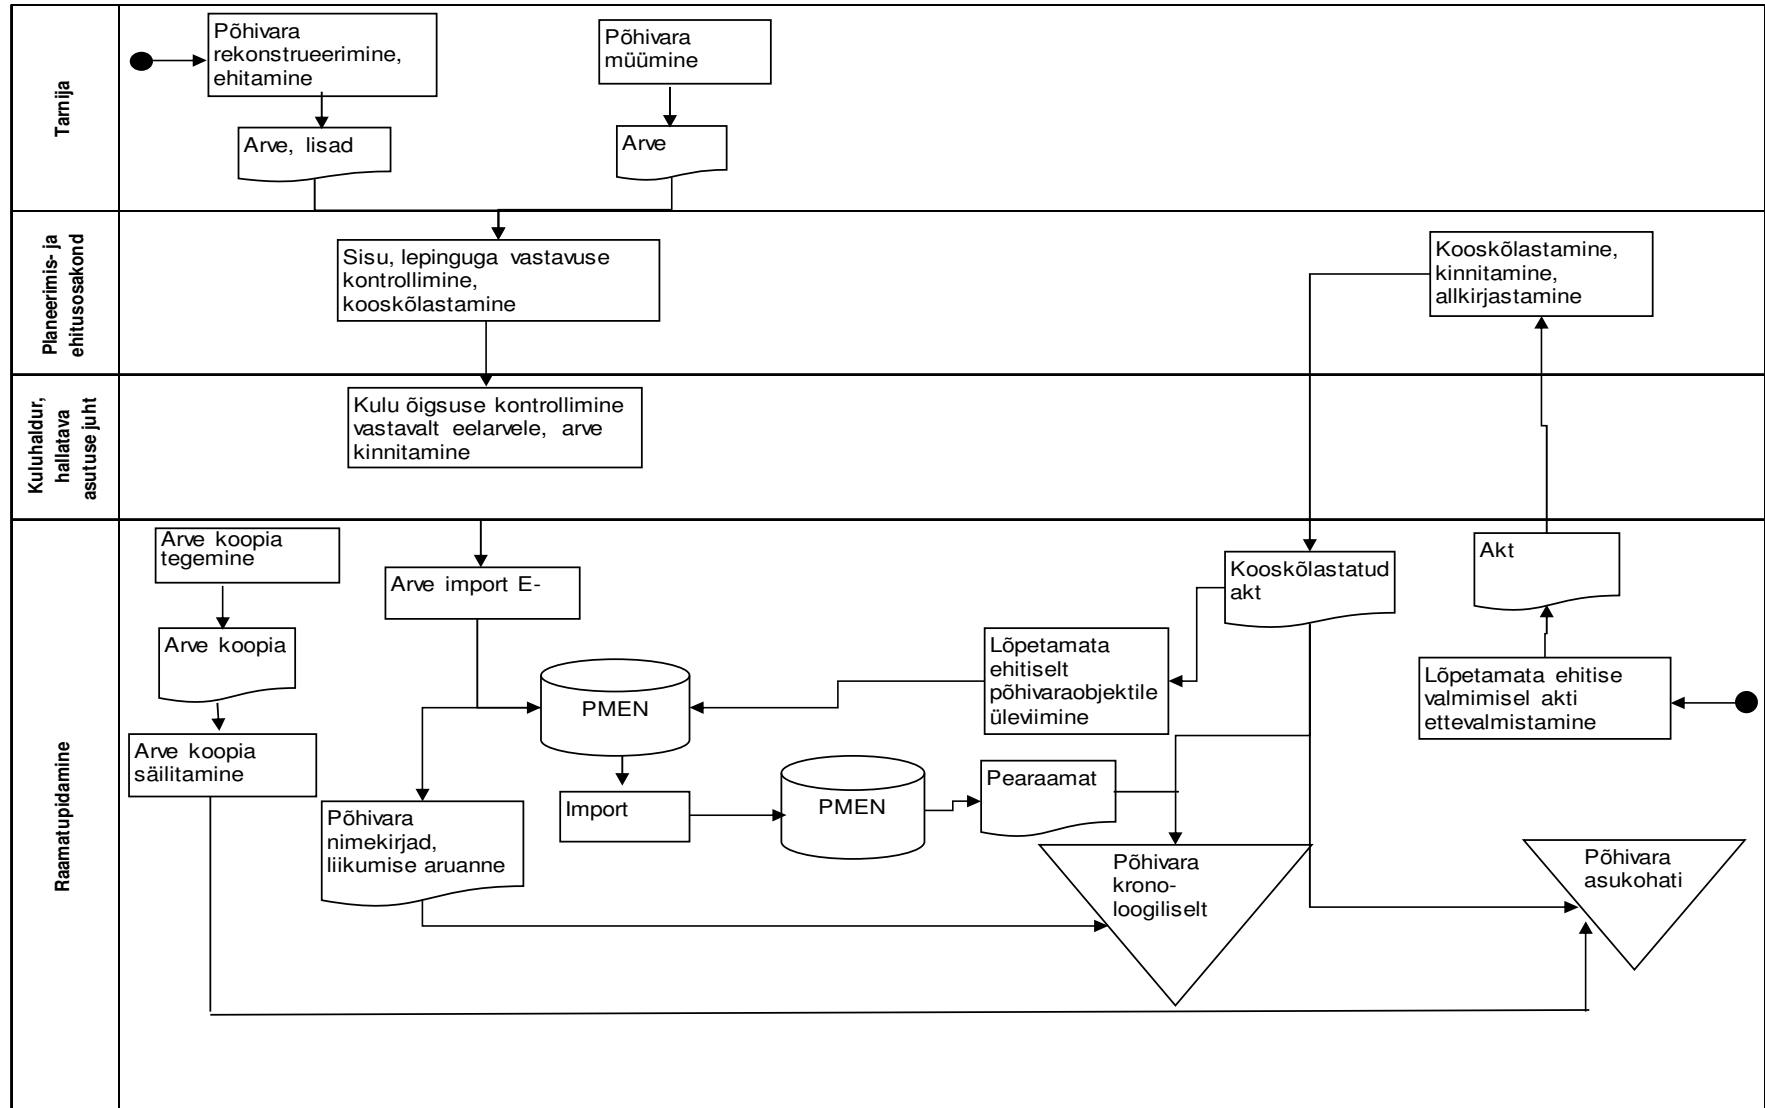 Tarnija
Põhivara
rekonstrueerimine,
ehitamine
Põhivara
müümine
Arve, lisad
Arve
Planeerimis- ja
ehitusosakond
Sisu, lepinguga vastavuse
kontrollimine,
kooskõlastamine
Kooskõlastamine,
kinnitamine,
allkirjastamine
Kuluhaldur,
hallatava
asutuse juht
Kulu õigsuse kontrollimine
vastavalt eelarvele, arve
kinnitamine
Raamatupidamine
Arve koopia
tegemine
Arve import E-
Kooskõlastatud
akt
Akt
Arve koopia
Lõpetamata
ehitiselt
põhivaraobjektile
üleviimine
Lõpetamata ehitise
valmimisel akti
ettevalmistamine
PMEN
Arve koopia
säilitamine
Import
PMEN
Pearaamat
Põhivara
nimekirjad,
liikumise aruanne
Põhivara
krono-
loogiliselt
Põhivara
asukohati